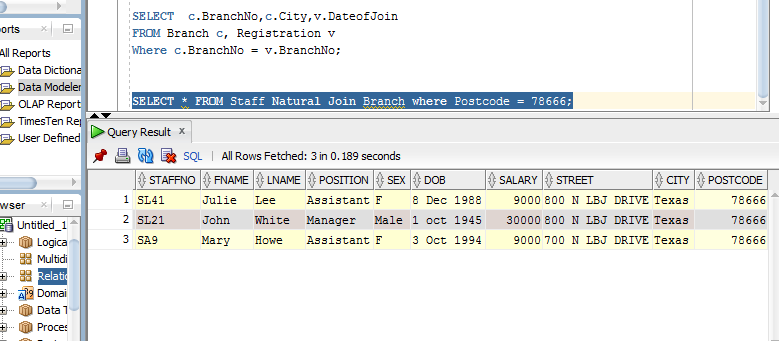 SELECT c.BranchNo,c.City,v.DateofJoin
FROM Branch c, Registration v
Where c.BranchNo = v.BranchNo;
SELECT * FROM Staff Natural Join Branch where Postcode = 78666;
ports x
All Reports
Data Dictiona
Data Modeler
OLAP Report
TimesTen Rep
User Defined
Query Result x
SQL | All Rows Fetched: 3 in 0.189 seconds
STAFFNO FNAME LNAME POSITION SEX DOB SALARY STREET CITY POSTCODE
1 SL41 Julie Lee Assistant F 8 Dec 1988 9000 800 N LBJ DRIVE Texas 78666
2 SL21 John White Manager Male 1 oct 1945 30000 800 N LBJ DRIVE Texas 78666
3 SA9 Mary Howe Assistant F 3 Oct 1994 9000 700 N LBJ DRIVE Texas 78666
wser x
Untitled_1
Logica
Multidi
Relatio
Domai
Data T
Proces